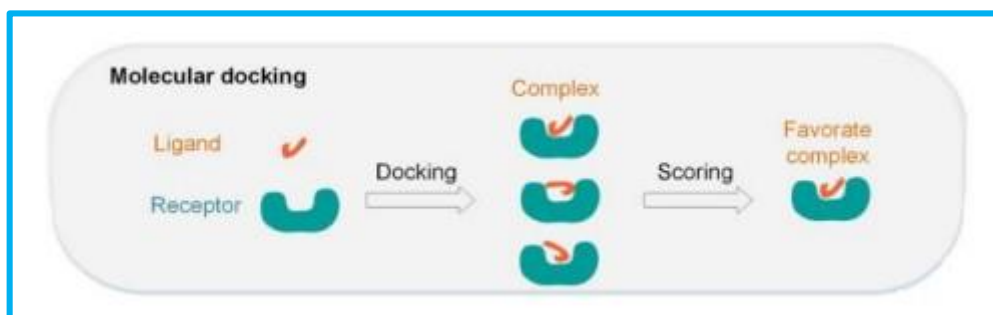 Molecular docking
Ligand
Receptor
Docking
Complex
Scoring
Favorate
complex